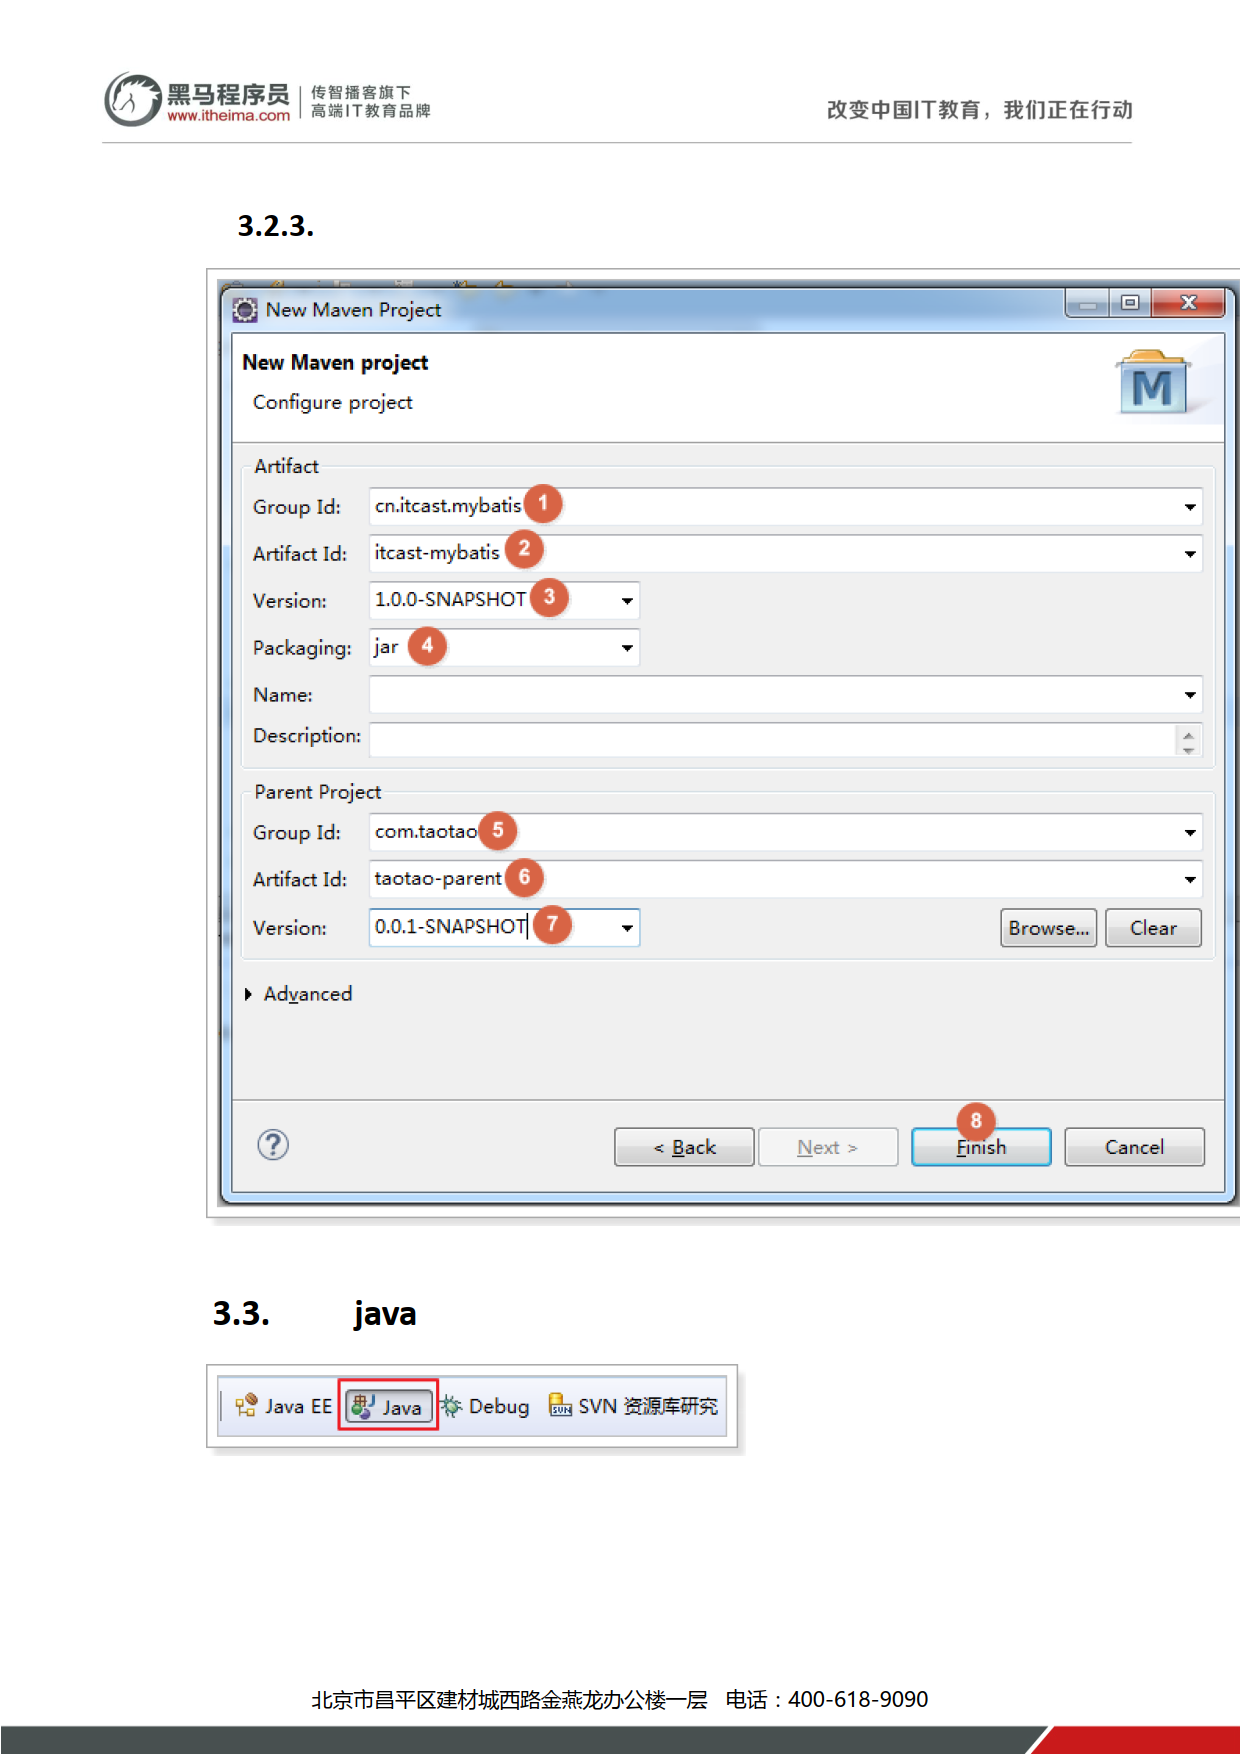 黑马程序员 传智播客旗下
www.itheima.com 高端IT教育品牌
改变中国IT教育，我们正在行动
3.2.3.
New Maven Project
New Maven project
Configure project
M
Artifact
Group Id: cn.itcast.mybatis 1
Artifact Id: itcast-mybatis 2
Version: 1.0.0-SNAPSHOT 3
Packaging: jar 4
Name:
Description:
Parent Project
Group Id: com.taotao 5
Artifact Id: taotao-parent 6
Version: 0.0.1-SNAPSHOT 7 Browse... Clear
Advanced
8
? < Back Next > Finish Cancel
3.3. java
Java EE Java Debug SVN SVN 资源库研究
北京市昌平区建材城西路金燕龙办公楼一层 电话：400-618-9090